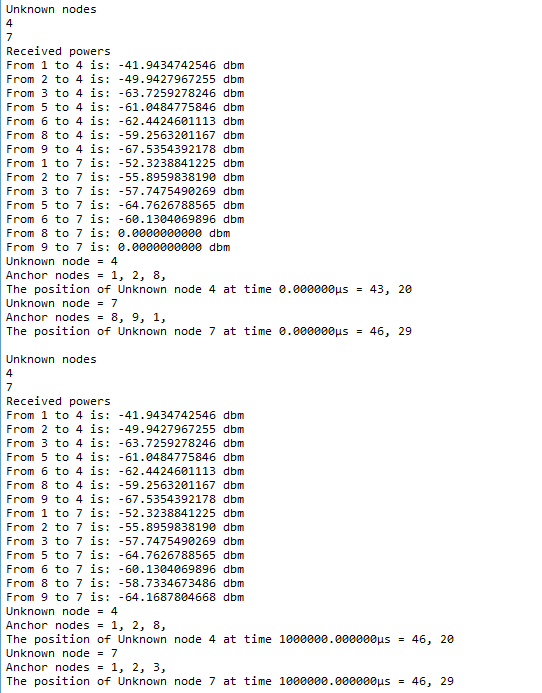 Unknown nodes
4
7
Received powers
From 1 to 4 is: -41.9434742546 dbm
From 2 to 4 is: -49.9427967255 dbm
From 3 to 4 is: -63.7259278246 dbm
From 5 to 4 is: -61.0484775846 dbm
From 6 to 4 is: -62.4424601113 dbm
From 8 to 4 is: -59.2563201167 dbm
From 9 to 4 is: -67.5354392178 dbm
From 1 to 7 is: -52.3238841225 dbm
From 2 to 7 is: -55.8959838190 dbm
From 3 to 7 is: -57.7475490269 dbm
From 5 to 7 is: -64.7626788565 dbm
From 6 to 7 is: -60.1304069896 dbm
From 8 to 7 is: 0.0000000000 dbm
From 9 to 7 is: 0.0000000000 dbm
Unknown node = 4
Anchor nodes = 1, 2, 8,
The position of Unknown node 4 at time 0.000000µs = 43, 20
Unknown node = 7
Anchor nodes = 8, 9, 1,
The position of Unknown node 7 at time 0.000000µs = 46, 29
Unknown nodes
4
7
Received powers
From 1 to 4 is: -41.9434742546 dbm
From 2 to 4 is: -49.9427967255 dbm
From 3 to 4 is: -63.7259278246 dbm
From 5 to 4 is: -61.0484775846 dbm
From 6 to 4 is: -62.4424601113 dbm
From 8 to 4 is: -59.2563201167 dbm
From 9 to 4 is: -67.5354392178 dbm
From 1 to 7 is: -52.3238841225 dbm
From 2 to 7 is: -55.8959838190 dbm
From 3 to 7 is: -57.7475490269 dbm
From 5 to 7 is: -64.7626788565 dbm
From 6 to 7 is: -60.1304069896 dbm
From 8 to 7 is: -58.7334673486 dbm
From 9 to 7 is: -64.1687804668 dbm
Unknown node = 4
Anchor nodes = 1, 2, 8,
The position of Unknown node 4 at time 1000000.000000µs = 46, 20
Unknown node = 7
Anchor nodes = 1, 2, 3,
The position of Unknown node 7 at time 1000000.000000µs = 46, 29